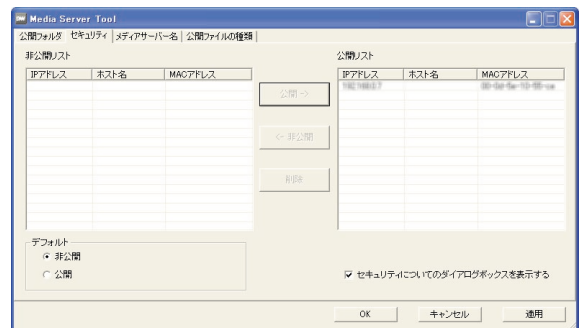 Media Server Tool
公開フォルダ セキュリティ メディアサーバー名 公開ファイルの種類
非公開リスト 公開リスト
IPアドレス ホスト名 MACアドレス IPアドレス ホスト名 MACアドレス
公開->
<-非公開
削除
デフォルト
非公開
公開
セキュリティについてのダイアログボックスを表示する
OK キャンセル 適用